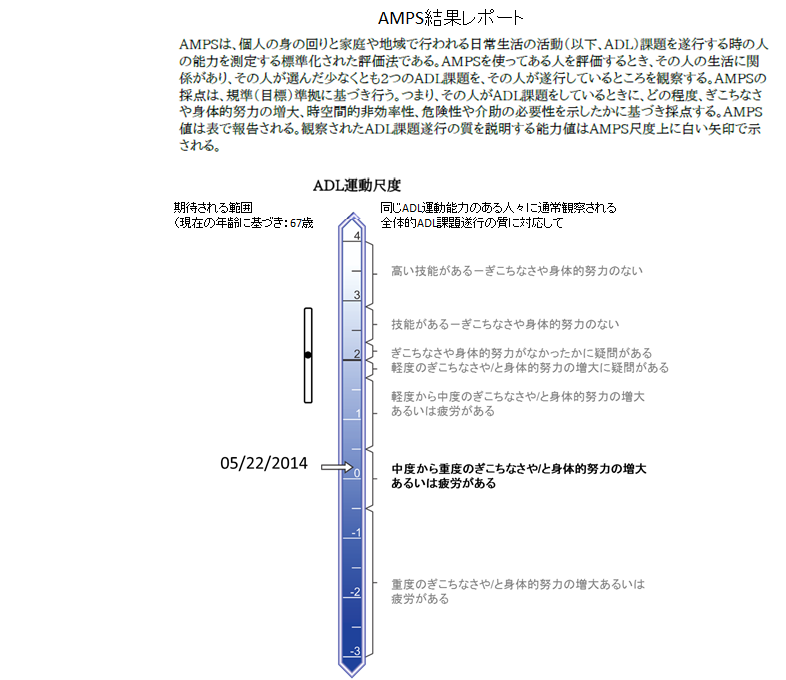 AMPS結果レポート
AMPSは、個人の身の回りと家庭や地域で行われる日常生活の活動（以下、ADL）課題を遂行する時の人
の能力を測定する標準化された評価法である。AMPSを使ってある人を評価するとき、その人の生活に関
係があり、その人が選んだ少なくとも2つのADL課題を、その人が遂行しているところを観察する。AMPSの
採点は、規準（目標）準拠に基づき行う。つまり、その人がADL課題をしているときに、どの程度、ぎこちなさ
や身体的努力の増大、時空間的非効率性、危険性や介助の必要性を示したかに基づき採点する。AMPS
値は表で報告される。観察されたADL課題遂行の質を説明する能力値はAMPS尺度上に白い矢印で示
される。
ADL運動尺度
期待される範囲
（現在の年齢に基づき：67歳
同じADL運動能力のある人々に通常観察される
全体的ADL課題遂行の質に対応して
4
高い技能があるーぎこちなさや身体的努力のない
3
技能があるーぎこちなさや身体的努力のない
2
ぎこちなさや身体的努力がなかったかに疑問がある
軽度のぎこちなさや/と身体的努力の増大に疑問がある
軽度から中度のぎこちなさや/と身体的努力の増大
あるいは疲労がある
1
05/22/2014
0
中度から重度のぎこちなさや/と身体的努力の増大
あるいは疲労がある
-1
-2
重度のぎこちなさや/と身体的努力の増大あるいは
疲労がある
-3